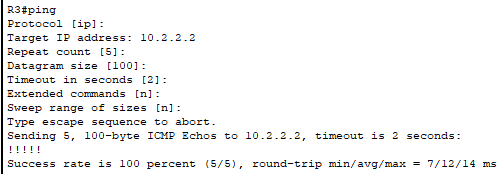 R3#ping
Protocol [ip]:
Target IP address: 10.2.2.2
Repeat count [5]:
Datagram size [100]:
Timeout in seconds [2]:
Extended commands [n]:
Sweep range of sizes [n]:
Type escape sequence to abort.
Sending 5, 100-byte ICMP Echos to 10.2.2.2, timeout is 2 seconds:
!!!!!
Success rate is 100 percent (5/5), round-trip min/avg/max = 7/12/14 ms